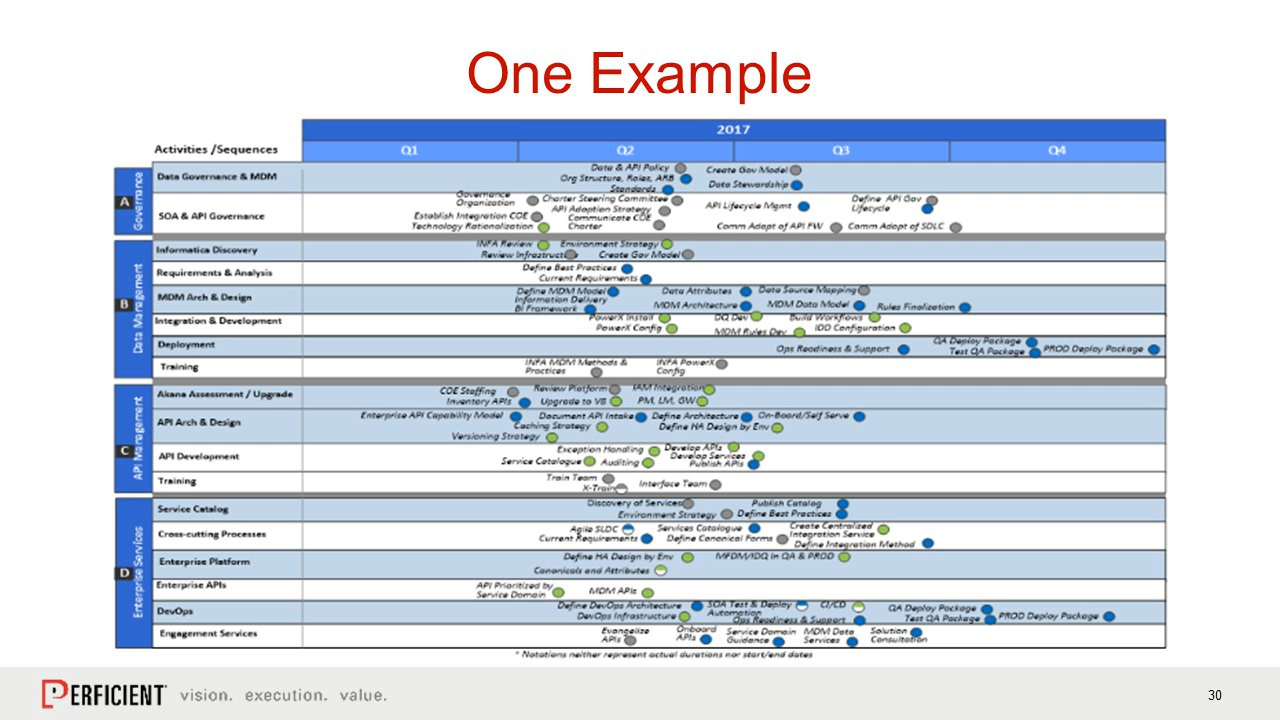 One Example
2017
Activities /Sequences
Q1
Q2
Q3
Q4
A
Governance
Data Governance & MDM
Data & API Policy
Create Gov Model
Org Structure, Roles, ARB
Standards
Data Stewardship
SOA & API Governance
Governance
Organization
Charter Steering Committee
API Adoption Strategy
API Lifecycle Mgmt
Define API Gov
Lifecycle
Establish Integration COE
Communicate COE
Charter
Technology Rationalization
Comm Adopt of API FW
Comm Adopt of SDLC
B
Data Management
Informatica Discovery
INFA Review
Environment Strategy
Review Infrastructure
Create Gov Model
Requirements & Analysis
Define Best Practices
Current Requirements
MDM Arch & Design
Define MDM Model
Data Attributes
Data Source Mapping
Information Delivery
BI Framework
MDM Architecture
MDM Data Model
Rules Finalization
Integration & Development
PowerX Install
DQ Dev
Build Workflows
PowerX Config
MDM Rules Dev
IDD Configuration
Deployment
Ops Readiness & Support
QA Deploy Package
Test QA Package
PROD Deploy Package
Training
INFA MDM Methods &
Practices
INFA PowerX
Config
C
API Management
Akana Assessment / Upgrade
COE Staffing
Review Platform
IAM Integration
Inventory APIs
Upgrade to V8
PM, LM, GW
API Arch & Design
Enterprise API Capability Model
Document API Intake
Define Architecture
On-Board/Self Serve
Caching Strategy
Define HA Design by Env
Versioning Strategy
API Development
Exception Handling
Develop APIs
Develop Services
Service Catalogue
Auditing
Publish APIs
Training
Train Team
X-Train
Interface Team
D
Enterprise Services
Service Catalog
Discovery of Services
Publish Catalog
Environment Strategy
Define Best Practices
Cross-cutting Processes
Agile SLDC
Services Catalogue
Create Centralized
Integration Service
Current Requirements
Define Canonical Forms
Define Integration Method
Enterprise Platform
Define HA Design by Env
MFDM/IDQ in QA & PROD
Canonicals and Attributes
Enterprise APIs
API Prioritized by
Service Domain
MDM APIs
DevOps
Define DevOps Architecture
SOA Test & Deploy
Automation
CI/CD
QA Deploy Package
DevOps Infrastructure
Ops Readiness & Support
Test QA Package
PROD Deploy Package
Engagement Services
Evangelize
APIs
Onboard
APIs
Service Domain
Guidance
MDM Data
Services
Solution
Consultation
* Notations neither represent actual durations nor start/end dates
PERFICIENT
vision. execution. value.
30